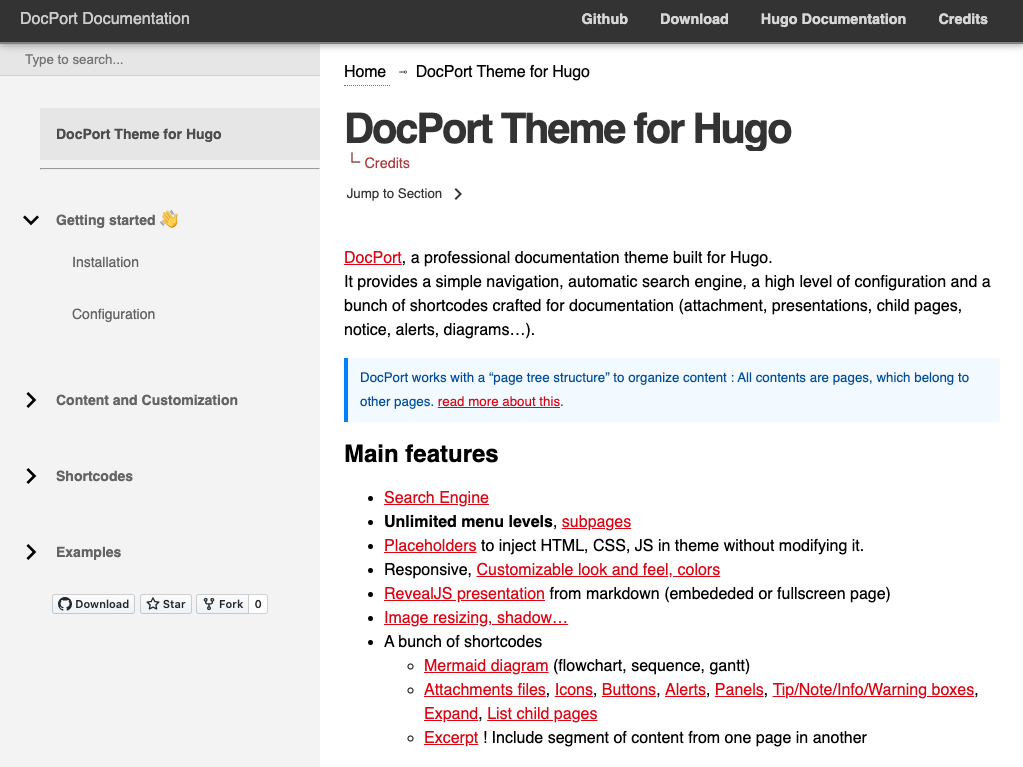 DocPort Documentation
Github Download Hugo Documentation Credits
Type to search...
DocPort Theme for Hugo
Getting started 👋
Installation
Configuration
Content and Customization
Shortcodes
Examples
Download Star Fork 0
Home → DocPort Theme for Hugo
DocPort Theme for Hugo
└ Credits
Jump to Section
DocPort, a professional documentation theme built for Hugo.
It provides a simple navigation, automatic search engine, a high level of configuration and a
bunch of shortcodes crafted for documentation (attachment, presentations, child pages,
notice, alerts, diagrams…).
DocPort works with a “page tree structure” to organize content : All contents are pages, which belong to
other pages. read more about this.
Main features
• Search Engine
• Unlimited menu levels, subpages
• Placeholders to inject HTML, CSS, JS in theme without modifying it.
• Responsive, Customizable look and feel, colors
• RevealJS presentation from markdown (embededed or fullscreen page)
• Image resizing, shadow…
• A bunch of shortcodes
◦ Mermaid diagram (flowchart, sequence, gantt)
◦ Attachments files, Icons, Buttons, Alerts, Panels, Tip/Note/Info/Warning boxes,
Expand, List child pages
◦ Excerpt ! Include segment of content from one page in another